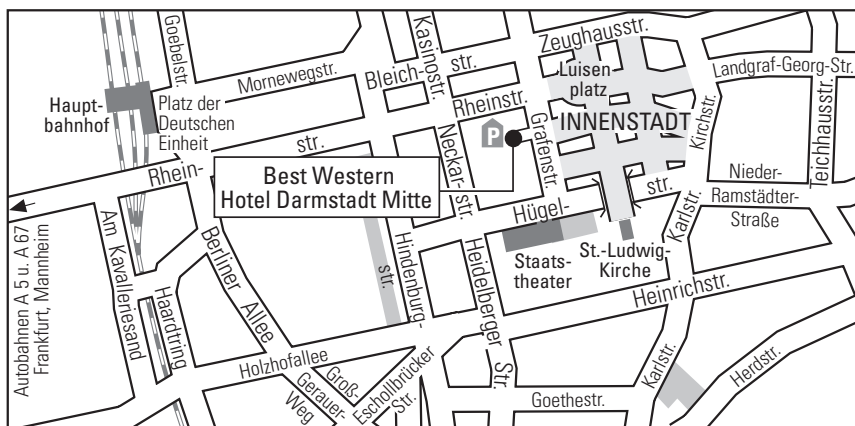 Goebelstr.
Kasinostr.
Zeughausstr.
Mornewegstr.
Bleich-
str.
Luisen-
platz
Landgraf-Georg-Str.
Haupt-
bahnhof
Platz der
Deutschen
Einheit
Rheinstr.
P
Grafenstr.
INNENSTADT
Kirchstr.
Teichhausstr.
Rhein-
str.
Best Western
Hotel Darmstadt Mitte
Neckar-
str.
Hügel-
str.
Nieder-
Ramstädter-
Straße
Karlstr.
Autobahnen A 5 u. A 67
Frankfurt, Mannheim
Am Kavalleriesand
Haardtring
Berliner Allee
Hindenburg-
str.
Heidelberger
Str.
Staats-
theater
St.-Ludwig-
Kirche
Heinrichstr.
Holzhofallee
Groß-
Gerauer-
Weg
Eschollbrücker
Str.
Goethestr.
Karlstr.
Herdstr.